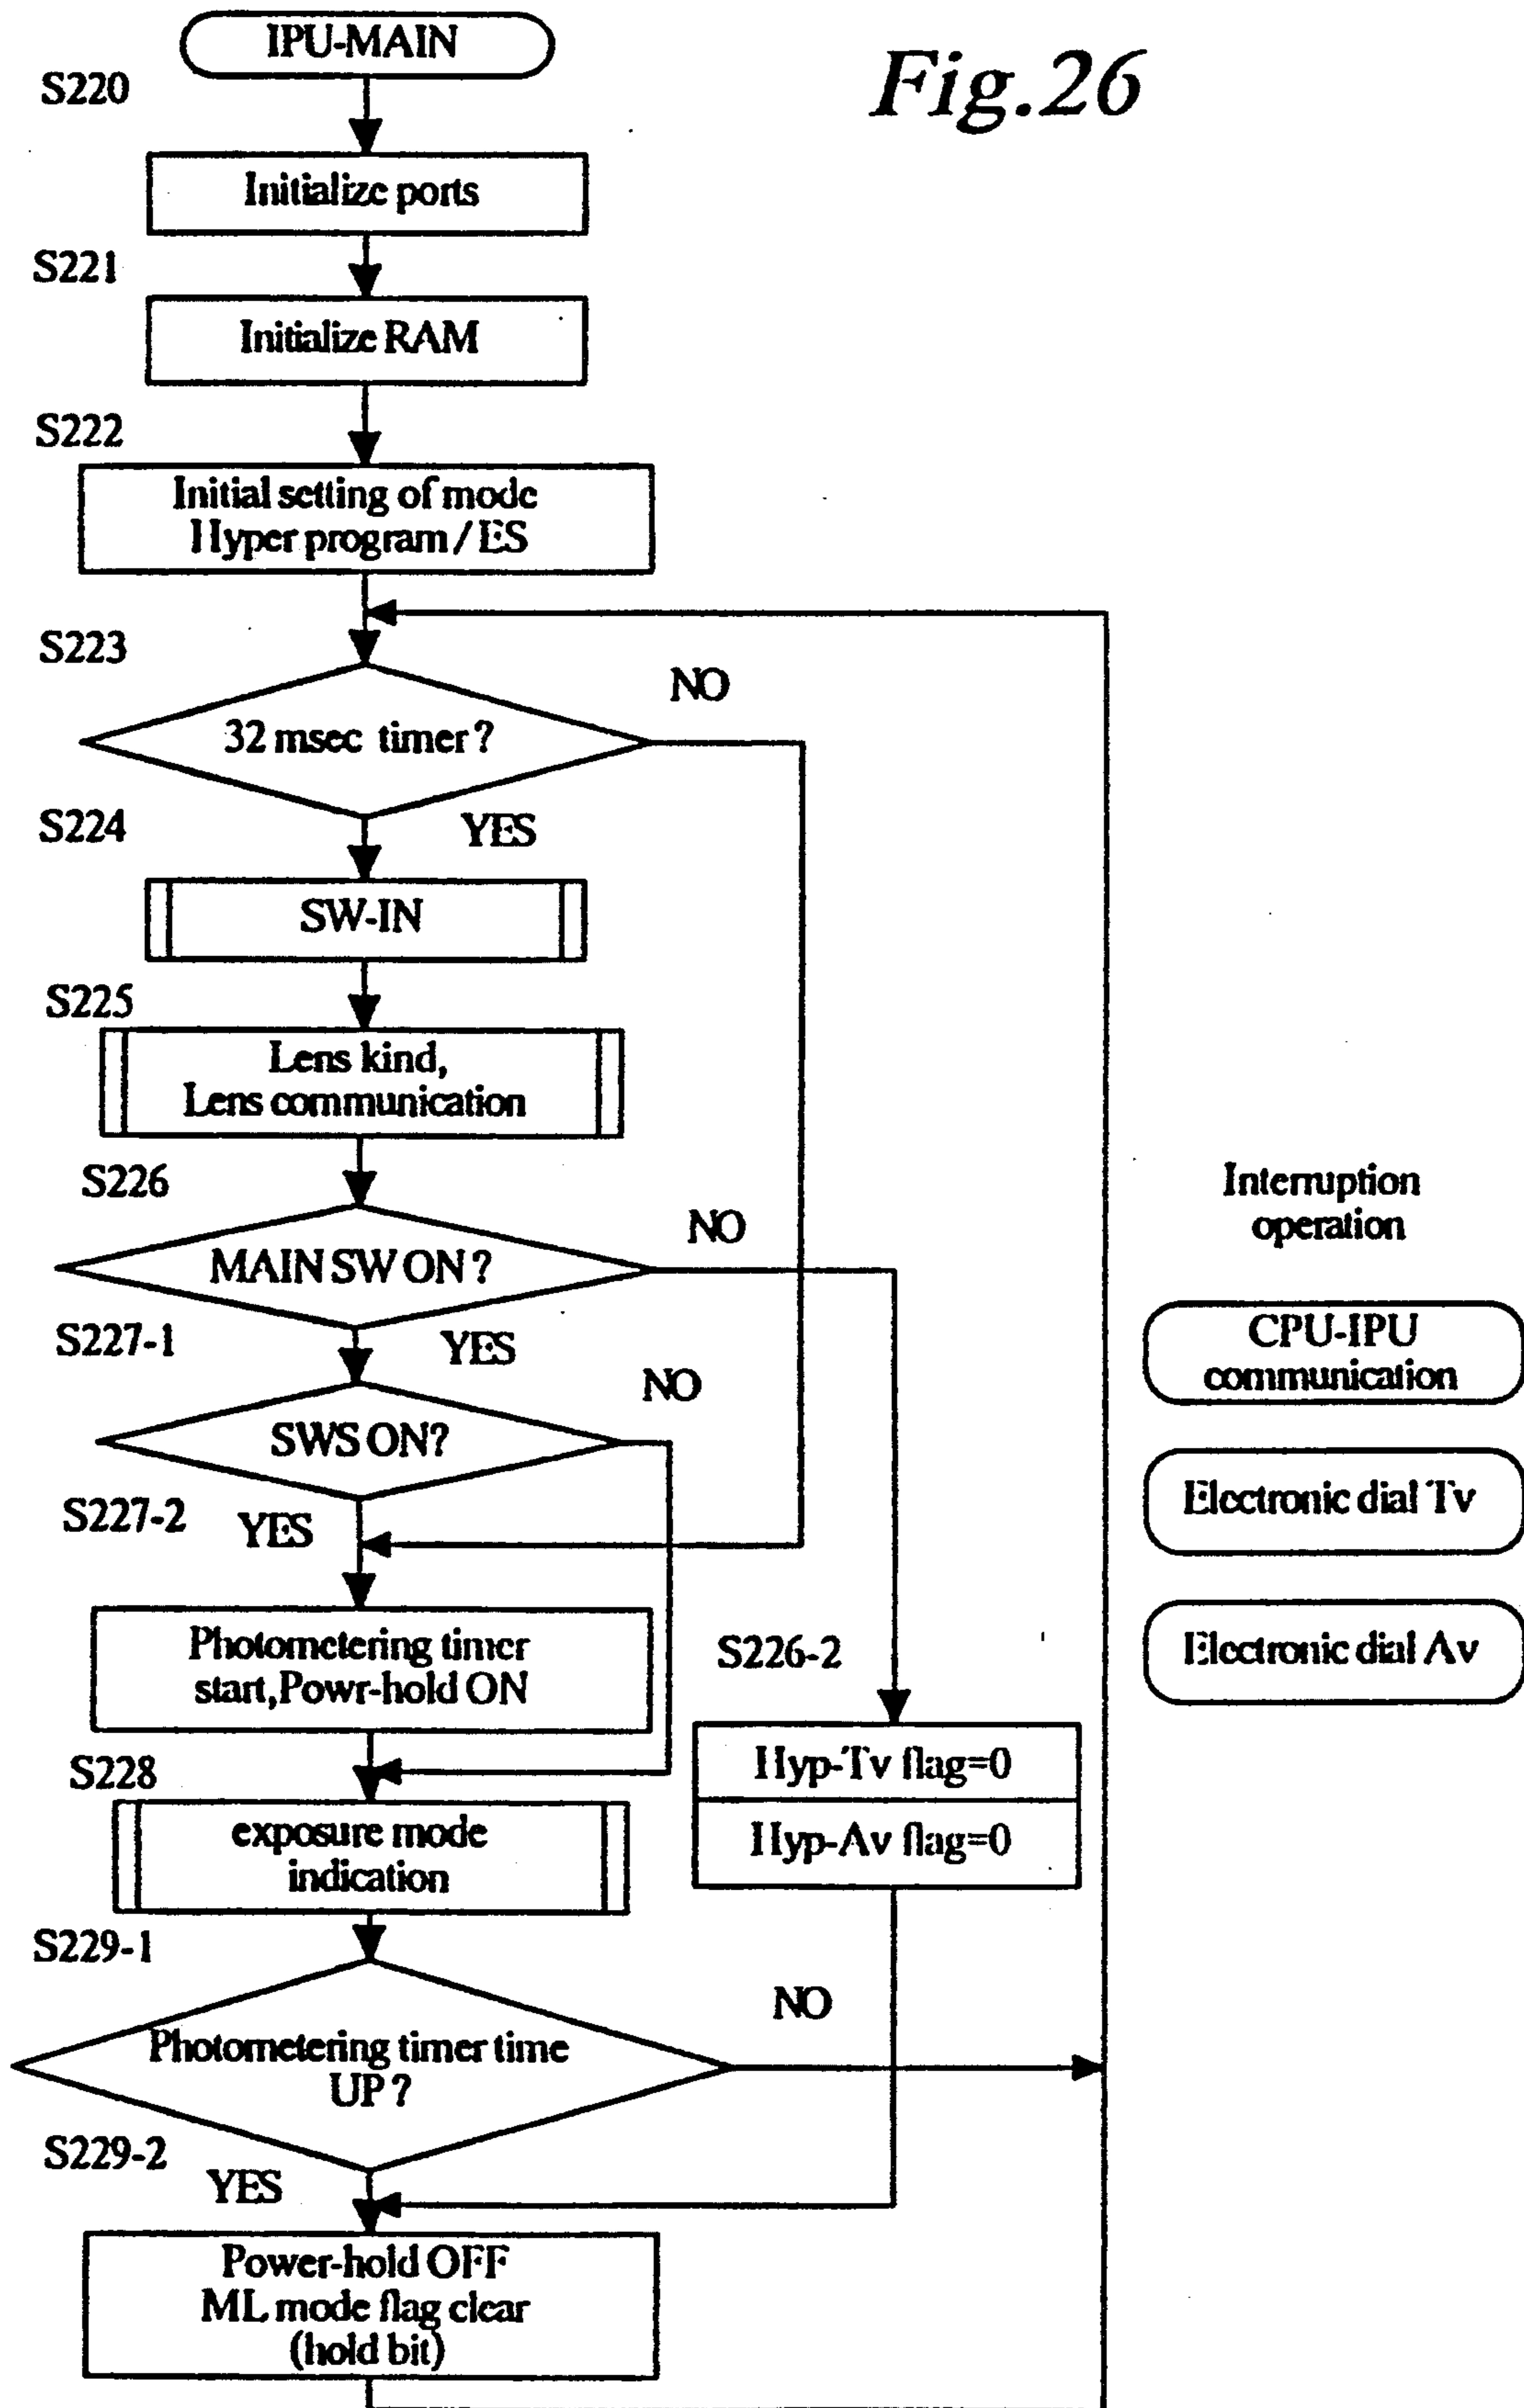 Fig.26
IPU-MAIN
S220
Initialize ports
S221
Initialize RAM
S222
Initial setting of mode
Hyper program / ES
S223
NO
32 msec timer ?
S224
YES
SW-IN
S225
Lens kind,
Lens communication
S226
NO
MAIN SW ON ?
S227-1
YES
NO
SWS ON?
S227-2
YES
Photometering timer
start,Powr-hold ON
S226-2
Hyp-Tv flag=0
Hyp-Av flag=0
S228
exposure mode
indication
S229-1
NO
Photometering timer time
UP ?
S229-2
YES
Power-hold OFF
ML mode flag clear
(hold bit)
Interruption
operation
CPU-IPU
communication
Electronic dial Tv
Electronic dial Av